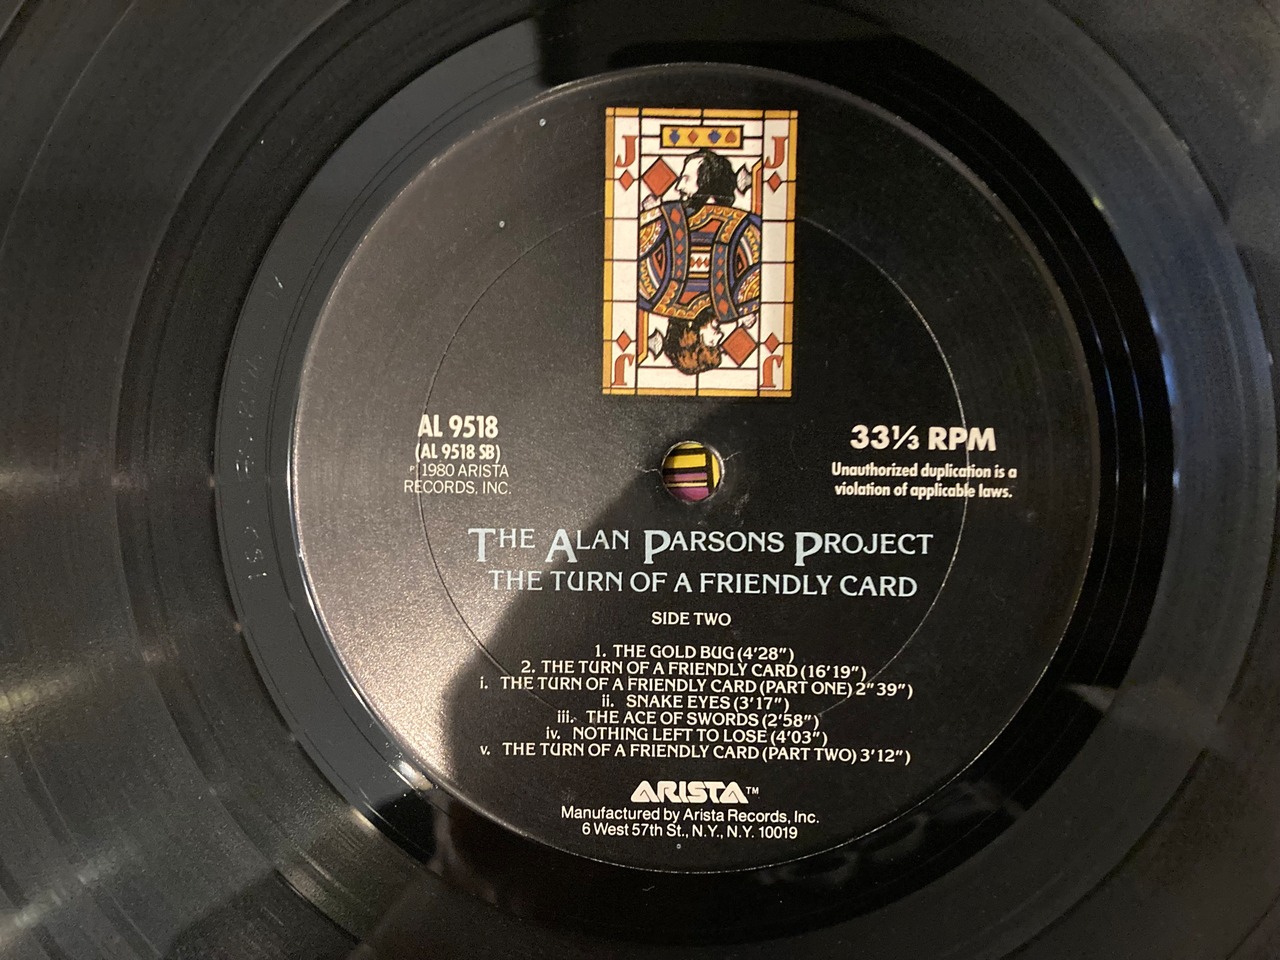 J J
AL 9518
(AL 9518 SB)
℗ 1980 ARISTA
RECORDS, INC.
33⅓ RPM
Unauthorized duplication is a
violation of applicable laws.
THE ALAN PARSONS PROJECT
THE TURN OF A FRIENDLY CARD
SIDE TWO
1. THE GOLD BUG (4'28")
2. THE TURN OF A FRIENDLY CARD (16'19")
i. THE TURN OF A FRIENDLY CARD (PART ONE) 2"39")
ii. SNAKE EYES (3'17")
iii. THE ACE OF SWORDS (2'58")
iv. NOTHING LEFT TO LOSE (4'03")
v. THE TURN OF A FRIENDLY CARD (PART TWO) 3'12")
ARISTA™
Manufactured by Arista Records, Inc.
6 West 57th St., N.Y., N.Y. 10019
J J